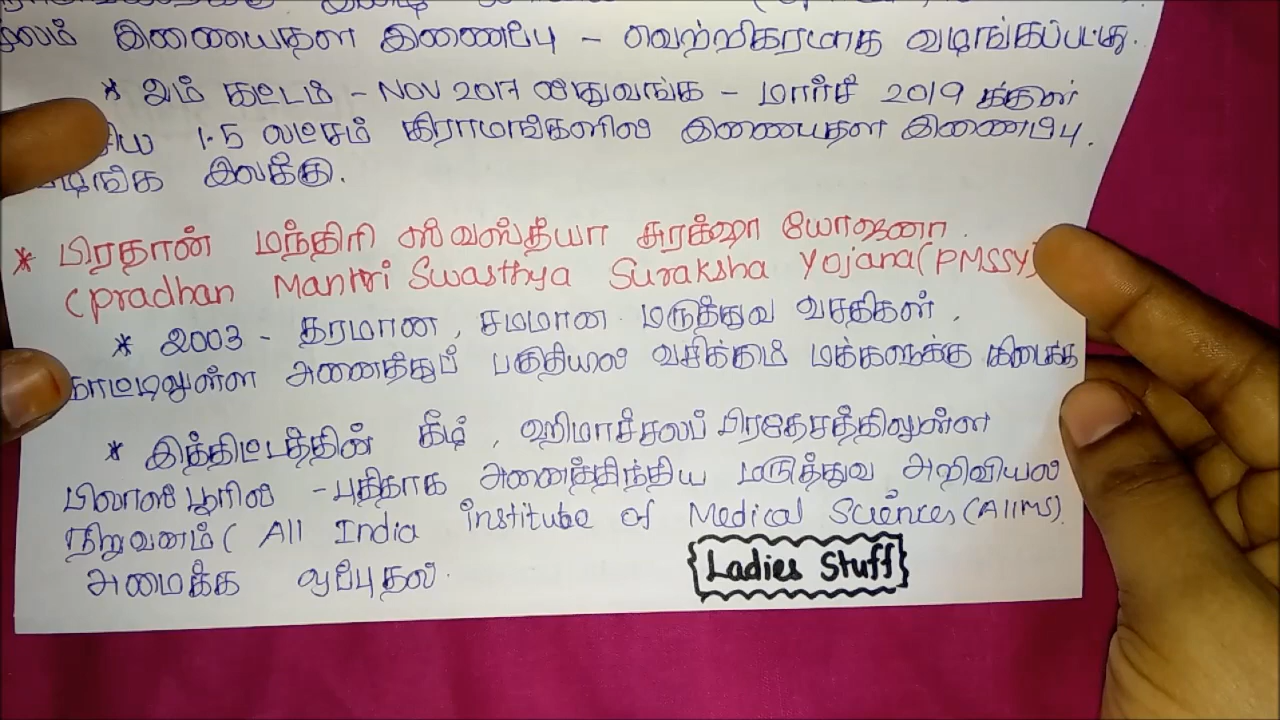 மூலம் இணையதள இணைப்பு - வெற்றிகரமாக வழங்கப்பட்டது.
* 2ம் கட்டம் - NOV 2017 துவங்க - மார்ச் 2019 க்குள்
1.5 லட்சம் கிராமங்களில் இணையதள இணைப்பு.
இலக்கு.
* பிரதான் மந்திரி ஸ்வஸ்தீயா சுரக்ஷா யோஜனா.
(pradhan Mantri Swasthya Suraksha Yojana(PMSSY)
* 2003 - தரமான, சமமான மருத்துவ வசதிகள்,
நாட்டிலுள்ள அனைத்துப் பகுதியில் வசிக்கும் மக்களுக்கு கிடைக்க
* இத்திட்டத்தின் கீழ், ஹிமாச்சலப் பிரதேசத்திலுள்ள
பிலாஸ்பூரில் - புதிதாக அனைத்திந்திய மருத்துவ அறிவியல்
நிறுவனம் ( All India institute of Medical Sciences (AIIMS).
அமைக்க ஒப்புதல்.
Ladies Stuff